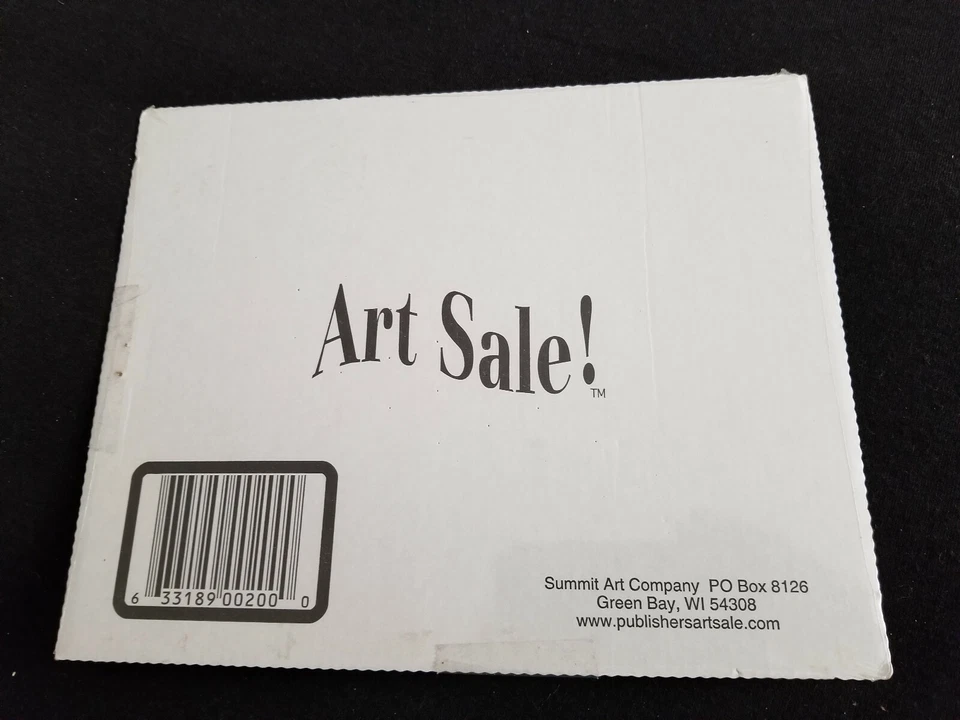 Art Sale!™
6 33189 00200 0
Summit Art Company PO Box 8126
Green Bay, WI 54308
www.publishersartsale.com